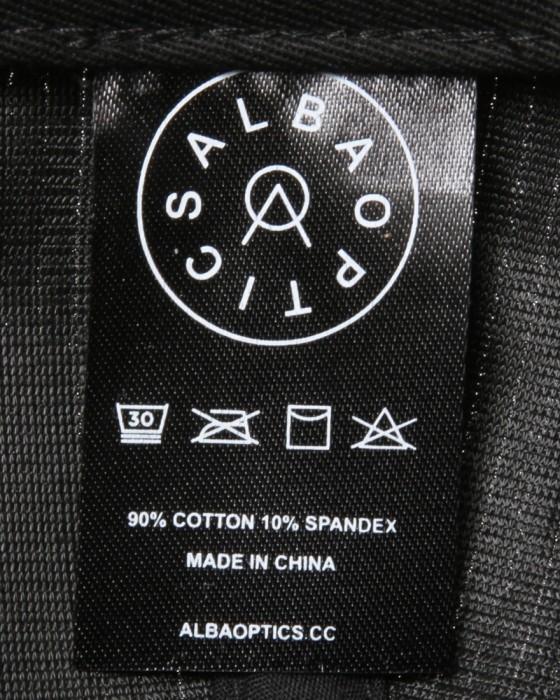 ALBA OPTICS
30
90% COTTON 10% SPANDEX
MADE IN CHINA
ALBAOPTICS.CC